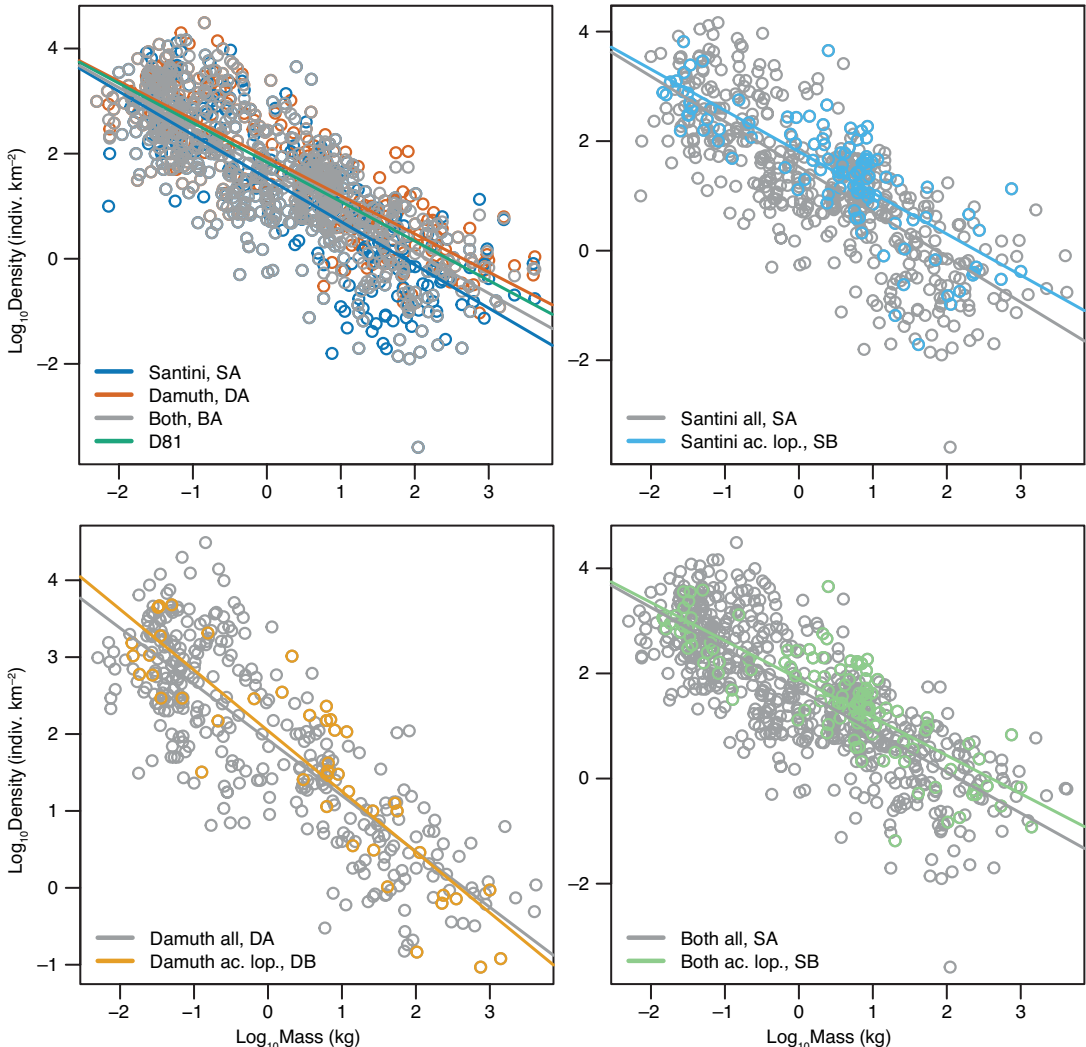 4
2
0
−2
Log10Density (indiv. km−2)
Santini, SA
Damuth, DA
Both, BA
D81
−2 −1 0 1 2 3
4
2
0
−2
Santini all, SA
Santini ac. lop., SB
−2 −1 0 1 2 3
4
3
2
1
0
−1
Log10Density (indiv. km−2)
Damuth all, DA
Damuth ac. lop., DB
−2 −1 0 1 2 3
Log10Mass (kg)
4
2
0
−2
Both all, SA
Both ac. lop., SB
−2 −1 0 1 2 3
Log10Mass (kg)